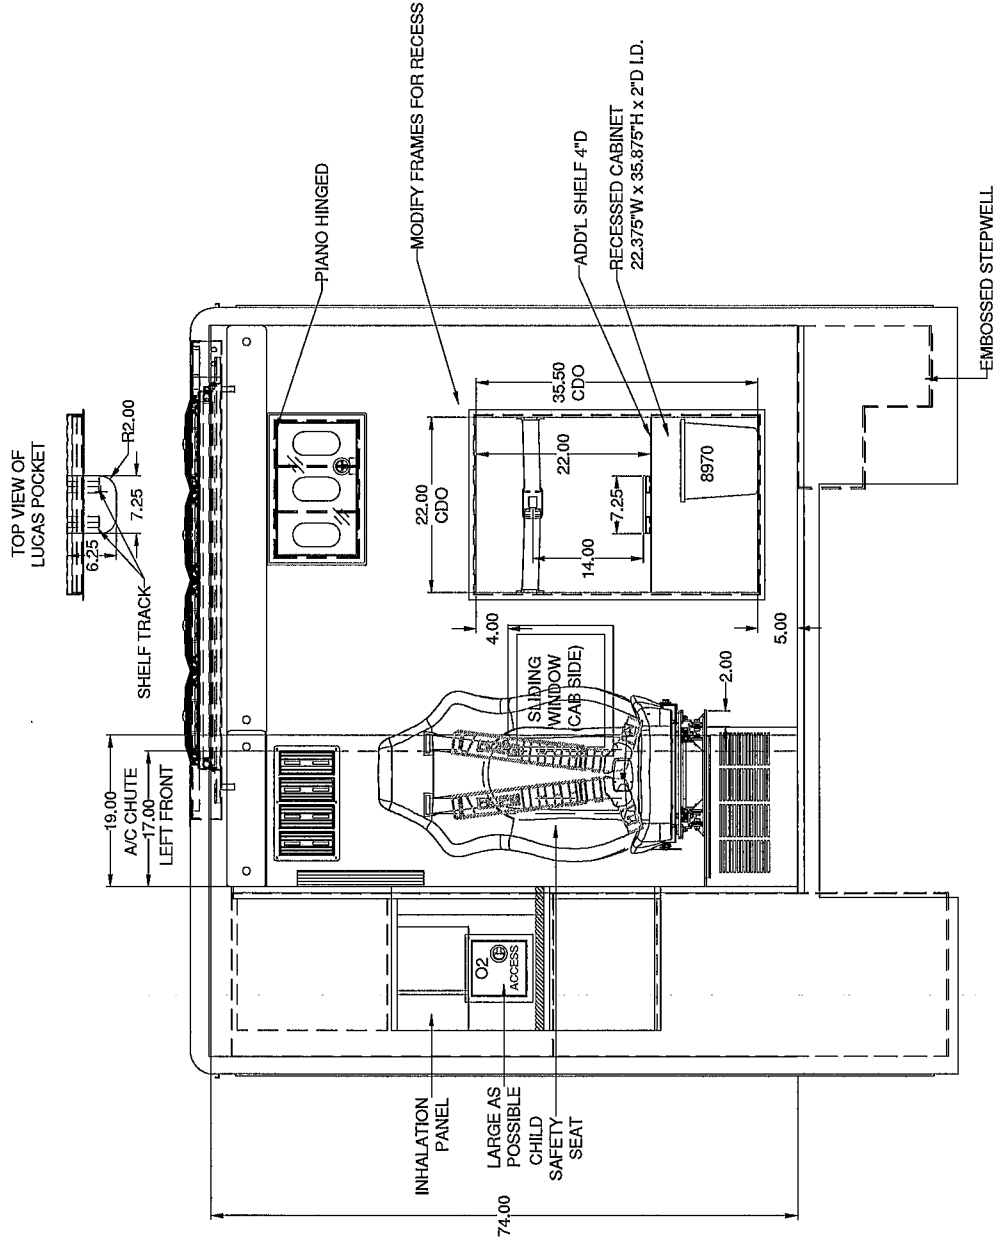 TOP VIEW OF
LUCAS POCKET
R2.00
7.25
6.25
SHELF TRACK
19.00
A/C CHUTE
17.00
LEFT FRONT
PIANO HINGED
MODIFY FRAMES FOR RECESS
ADD'L SHELF 4"D
RECESSED CABINET
22.375"W x 35.875"H x 2"D I.D.
EMBOSSED STEPWELL
22.00
CDO
35.50
CDO
22.00
7.25
14.00
8970
4.00
5.00
2.00
SLIDING
WINDOW
CAB SIDE)
O2
ACCESS
INHALATION
PANEL
LARGE AS
POSSIBLE
CHILD
SAFETY
SEAT
74.00